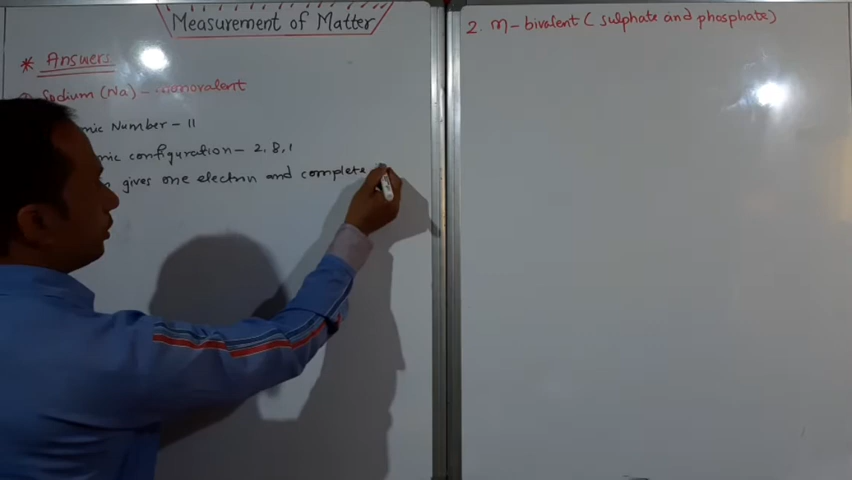 Measurement of Matter
* Answers
Sodium (Na) - monovalent
mic Number - 11
nic configuration - 2, 8, 1
gives one electron and complete
2. M - bivalent ( sulphate and phosphate)